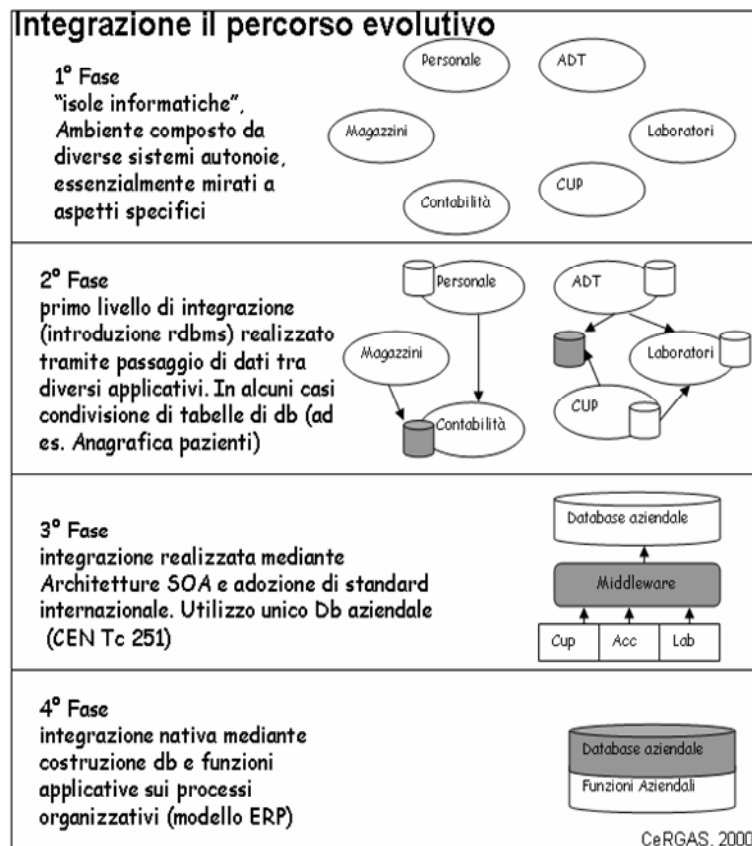 Integrazione il percorso evolutivo
1° Fase
"isole informatiche",
Ambiente composto da
diverse sistemi autonoie,
essenzialmente mirati a
aspetti specifici
Personale
ADT
Magazzini
Laboratori
Contabilità
CUP
2° Fase
primo livello di integrazione
(introduzione rdbms) realizzato
tramite passaggio di dati tra
diversi applicativi. In alcuni casi
condivisione di tabelle di db (ad
es. Anagrafica pazienti)
Personale
ADT
Magazzini
Laboratori
CUP
Contabilità
3° Fase
integrazione realizzata mediante
Architetture SOA e adozione di standard
internazionale. Utilizzo unico Db aziendale
(CEN Tc 251)
Database aziendale
Middleware
Cup Acc Lab
4° Fase
integrazione nativa mediante
costruzione db e funzioni
applicative sui processi
organizzativi (modello ERP)
Database aziendale
Funzioni Aziendali
CeRGAS, 2000